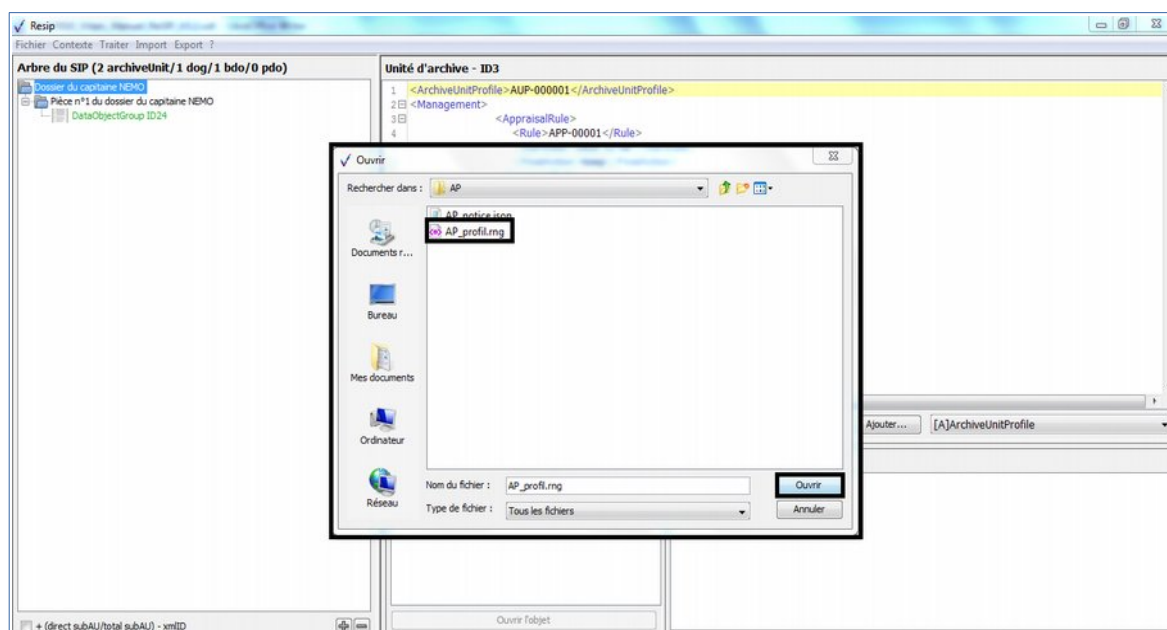 Resip
Fichier Contexte Traiter Import Export ?
Arbre du SIP (2 archiveUnit/1 dog/1 bdo/0 pdo)
Dossier du capitaine NEMO
Pièce n°1 du dossier du capitaine NEMO
DataObjectGroup ID24
Unité d'archive - ID3
1 <ArchiveUnitProfile>AUP-000001</ArchiveUnitProfile>
2 <Management>
3 <AppraisalRule>
4 <Rule>APP-00001</Rule>
Ouvrir
Rechercher dans : AP
AP_notice.json
AP_profil.rng
Documents r...
Bureau
Mes documents
Ordinateur
Réseau
Nom du fichier : AP_profil.rng
Ouvrir
Type de fichier : Tous les fichiers
Annuler
Ajouter... [A]ArchiveUnitProfile
Ouvrir l'objet
+ (direct subAU/total subAU) - xmlID